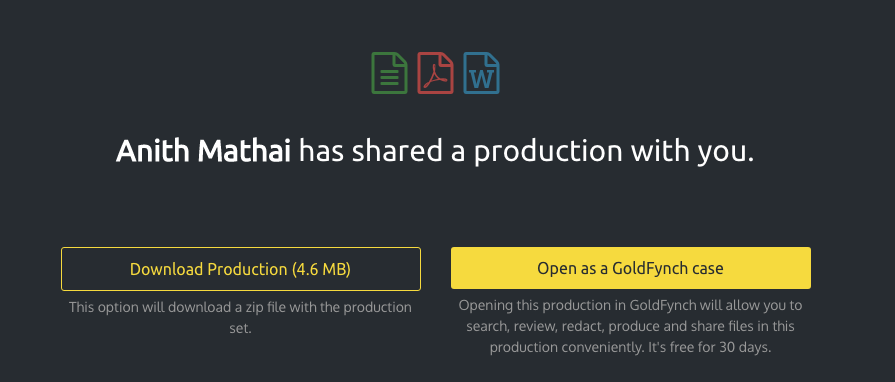 W
Anith Mathai has shared a production with you.
Download Production (4.6 MB)
This option will download a zip file with the production
set.
Open as a GoldFynch case
Opening this production in GoldFynch will allow you to
search, review, redact, produce and share files in this
production conveniently. It's free for 30 days.